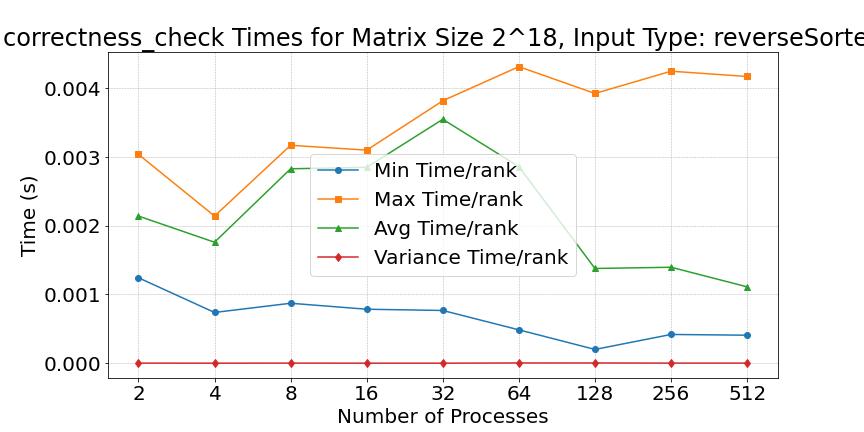 correctness_check Times for Matrix Size 2^18, Input Type: reverseSorte
0.004
0.003
0.002
0.001
0.000
Time (s)
Min Time/rank
Max Time/rank
Avg Time/rank
Variance Time/rank
2 4 8 16 32 64 128 256 512
Number of Processes